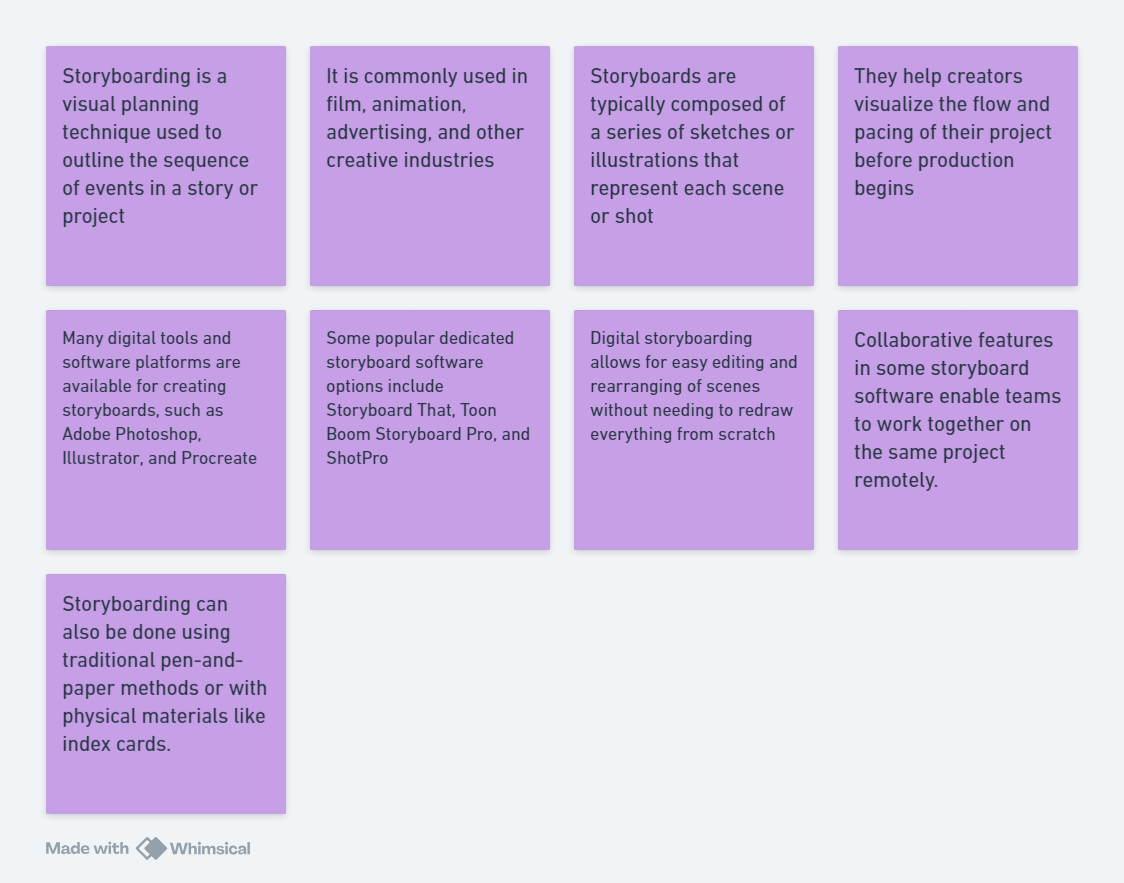 Storyboarding is a
visual planning
technique used to
outline the sequence
of events in a story or
project
It is commonly used in
film, animation,
advertising, and other
creative industries
Storyboards are
typically composed of
a series of sketches or
illustrations that
represent each scene
or shot
They help creators
visualize the flow and
pacing of their project
before production
begins
Many digital tools and
software platforms are
available for creating
storyboards, such as
Adobe Photoshop,
Illustrator, and Procreate
Some popular dedicated
storyboard software
options include
Storyboard That, Toon
Boom Storyboard Pro, and
ShotPro
Digital storyboarding
allows for easy editing and
rearranging of scenes
without needing to redraw
everything from scratch
Collaborative features
in some storyboard
software enable teams
to work together on
the same project
remotely.
Storyboarding can
also be done using
traditional pen-and-
paper methods or with
physical materials like
index cards.
Made with Whimsical